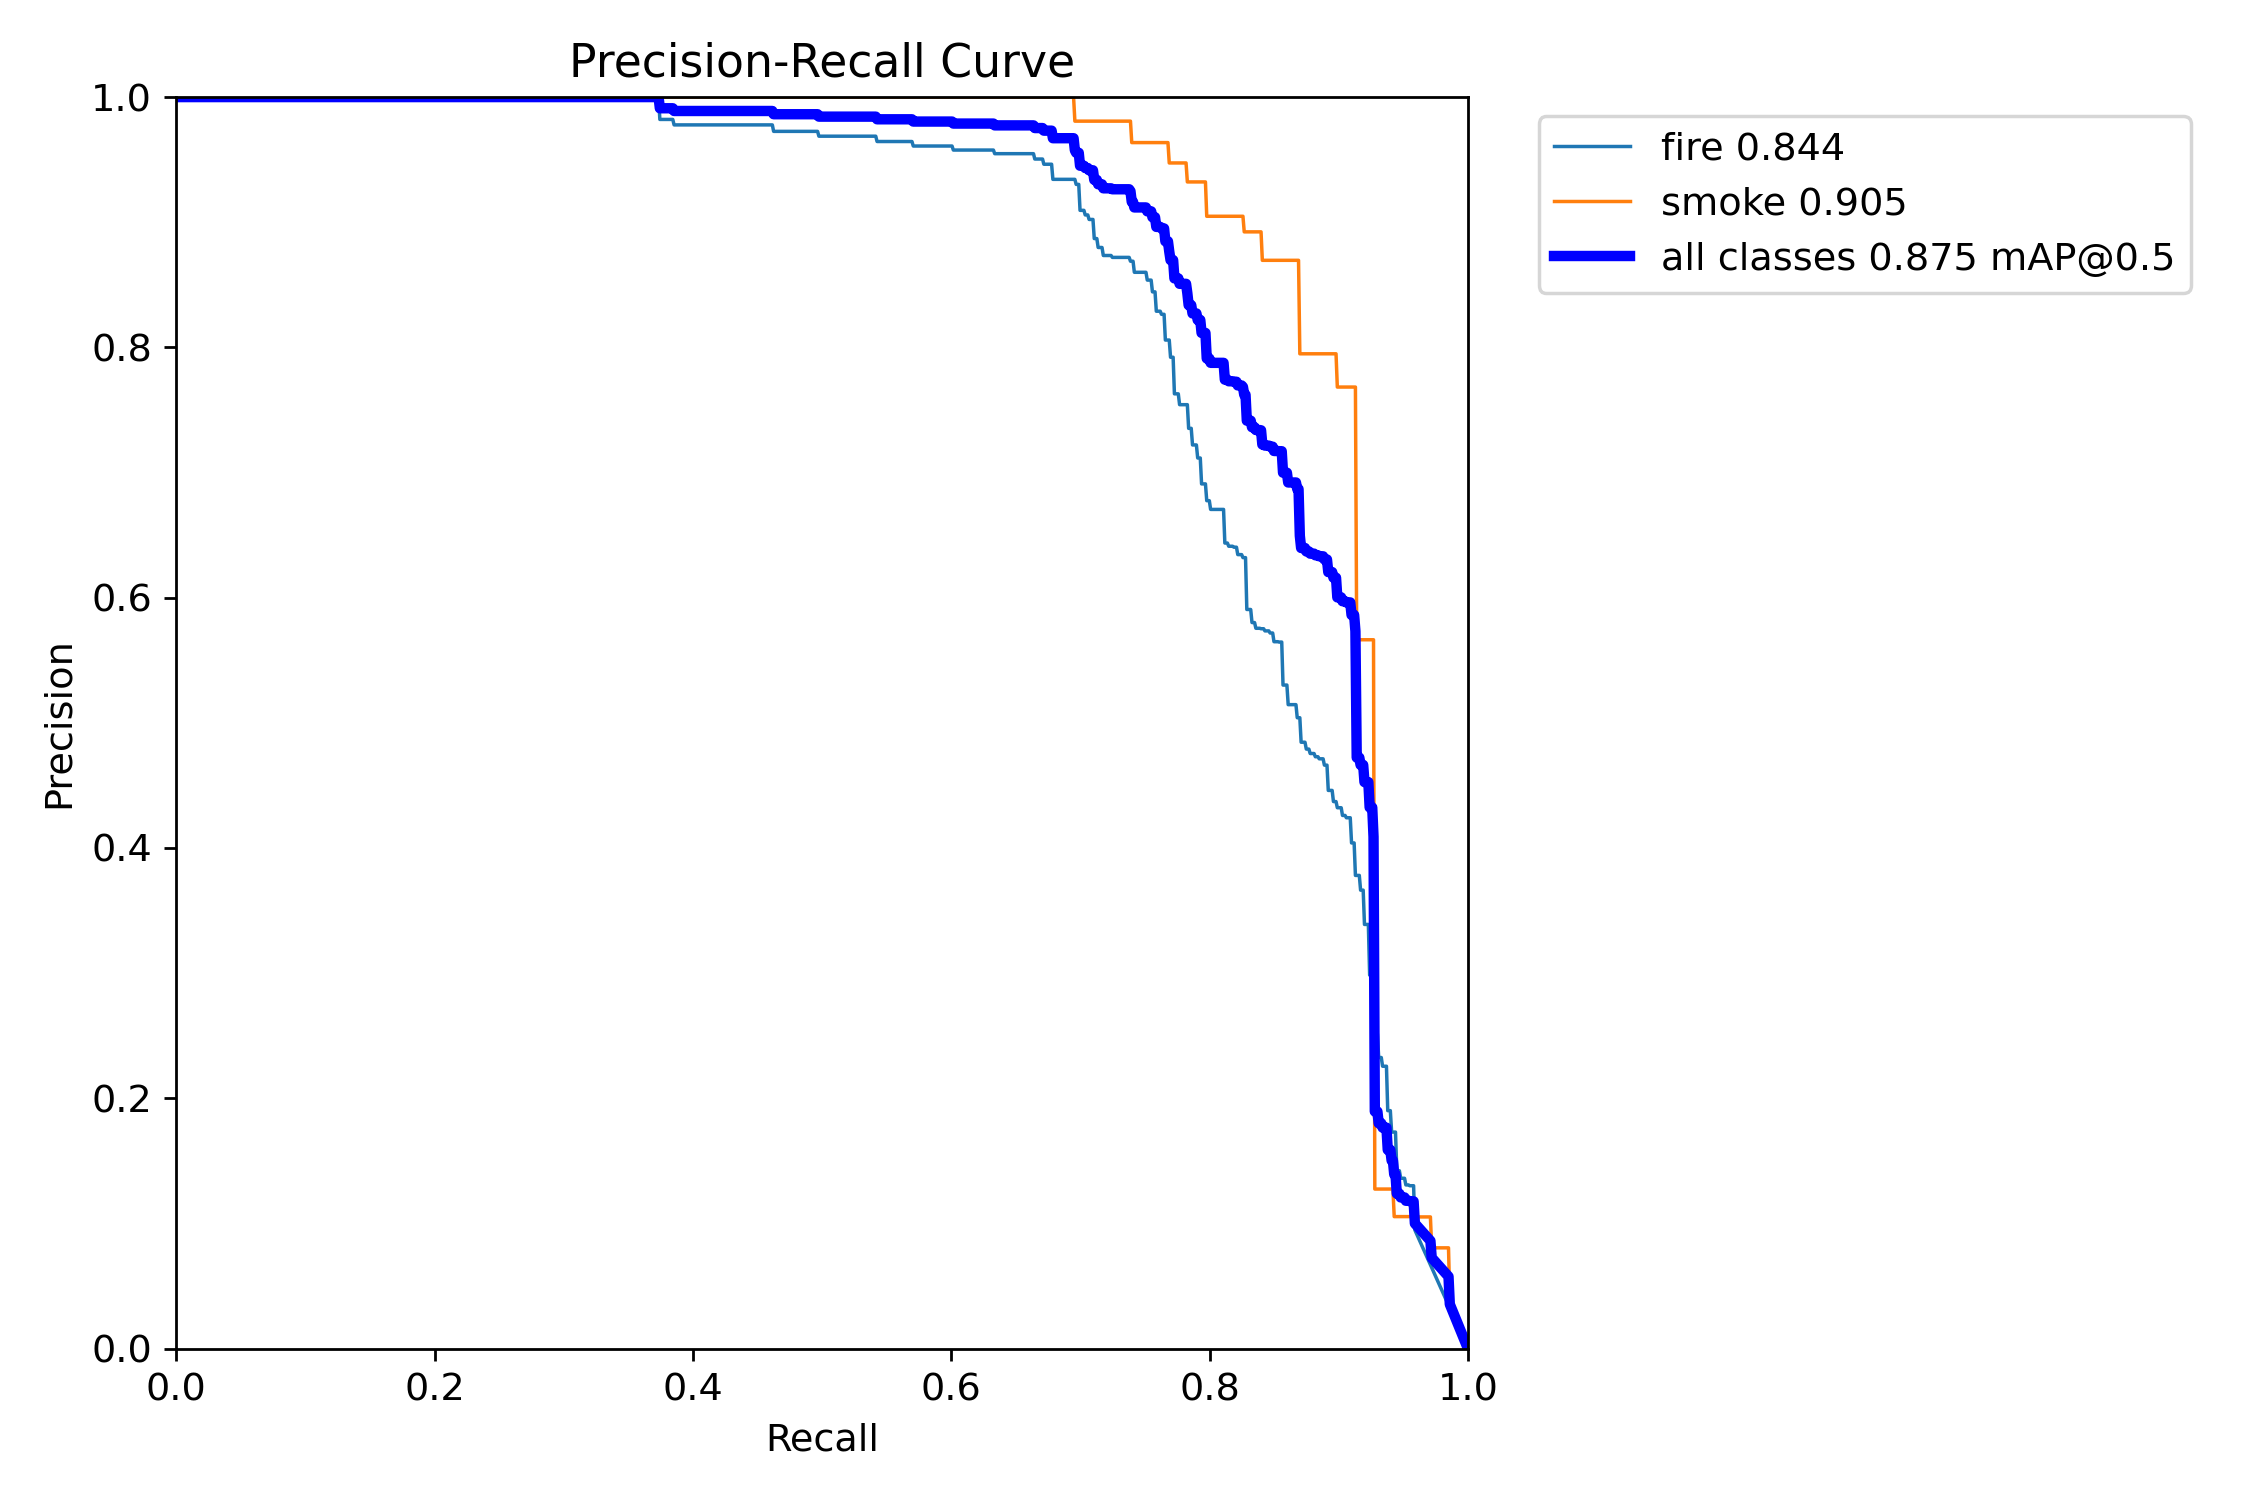 Precision-Recall Curve
1.0
0.8
0.6
0.4
0.2
0.0
Precision
0.0 0.2 0.4 0.6 0.8 1.0
Recall
fire 0.844
smoke 0.905
all classes 0.875 mAP@0.5